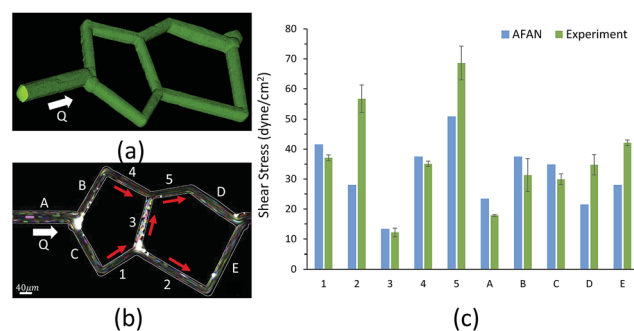 Q
(a)
A
B
C
D
E
1
2
3
4
5
Q
40μm
(b)
Shear Stress (dyne/cm²)
80
70
60
50
40
30
20
10
0
AFAN
Experiment
1 2 3 4 5 A B C D E
(c)